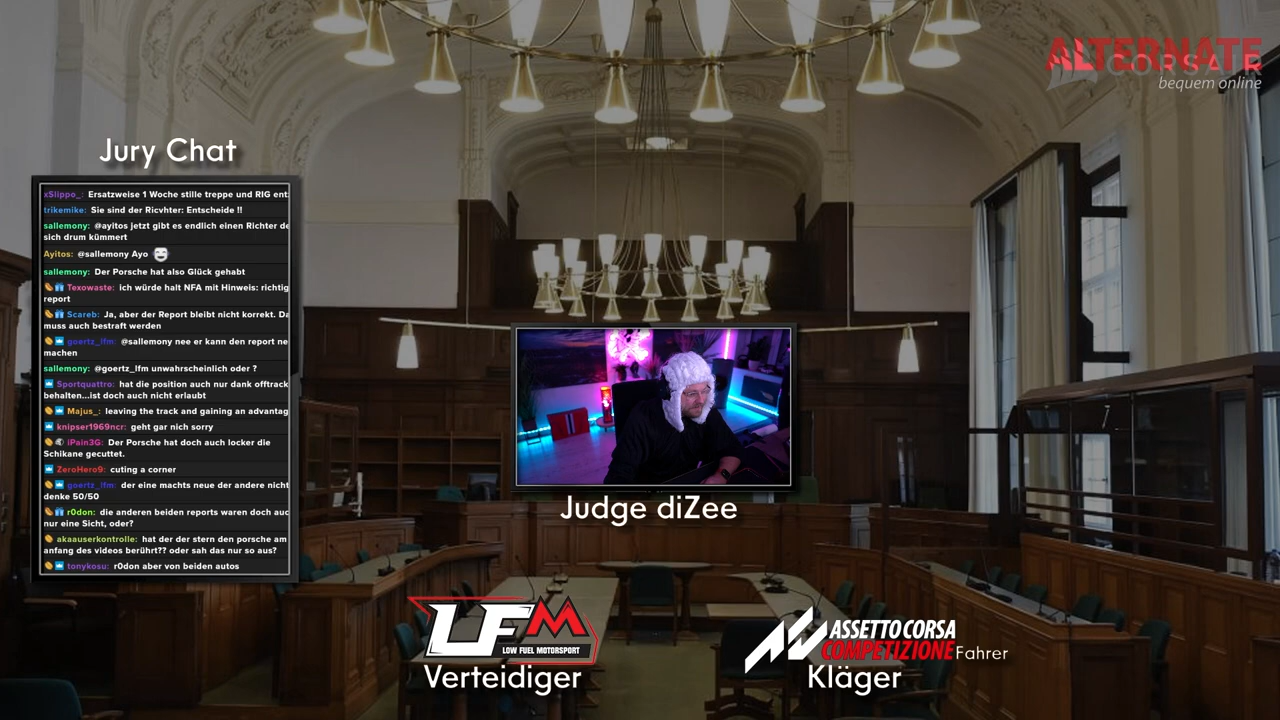 ALTERNATE
bequem online
Jury Chat
xSlippo_: Ersatzweise 1 Woche stille treppe und RIG ent
trikemike: Sie sind der Ricvhter: Entscheide !!
sallemony: @ayitos jetzt gibt es endlich einen Richter de
sich drum kümmert
Ayitos: @sallemony Ayo
sallemony: Der Porsche hat also Glück gehabt
Texowaste: ich würde halt NFA mit Hinweis: richtig
report
Scareb: Ja, aber der Report bleibt nicht korrekt. Da
muss auch bestraft werden
goertz_lfm: @sallemony nee er kann den report ne
machen
sallemony: @goertz_lfm unwahrscheinlich oder ?
Sportquattro: hat die position auch nur dank offtrack
behalten...ist doch auch nicht erlaubt
Majus_: leaving the track and gaining an advantag
knipser1969ncr: geht gar nich sorry
iPain3G: Der Porsche hat doch auch locker die
Schikane gecuttet.
ZeroHero9: cuting a corner
goertz_lfm: der eine machts neue der andere nicht
denke 50/50
r0don: die anderen beiden reports waren doch auc
nur eine Sicht, oder?
akaauserkontrolle: hat der der stern den porsche am
anfang des videos berührt?? oder sah das nur so aus?
tonykosu: r0don aber von beiden autos
Judge diZee
LFM
LOW FUEL MOTORSPORT
Verteidiger
ASSETTO CORSA
COMPETIZIONE Fahrer
Kläger